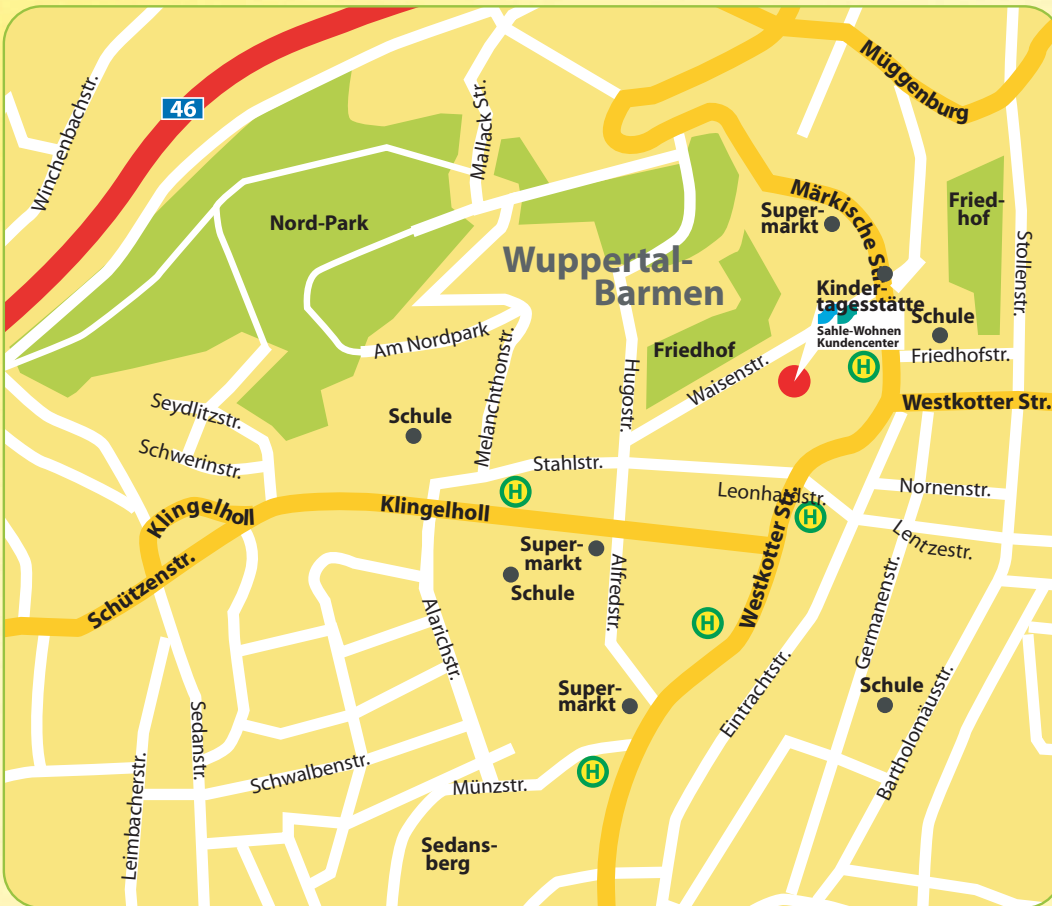 Müggenburg
46
Winchenbachstr.
Mallack Str.
Märkische Str.
Super-
markt
Fried-
hof
Nord-Park
Stollenstr.
Wuppertal-
Barmen
Kinder-
tagesstätte
Sahle-Wohnen
Kundencenter
Schule
Friedhofstr.
Am Nordpark
Melanchthonstr.
Hugostr.
Friedhof
Waisenstr.
H
Westkotter Str.
Seydlitzstr.
Schule
Schwerinstr.
Stahlstr.
H
Leonhardstr.
H
Nornenstr.
Klingelholl
Klingelholl
Lentzestr.
Schützenstr.
Super-
markt
Schule
Alfredstr.
Westkotter Str.
Alarichstr.
H
Germanenstr.
Eintrachtstr.
Schule
Super-
markt
Bartholomäusstr.
Sedanstr.
Leimbacherstr.
Schwalbenstr.
Münzstr.
H
Sedans-
berg